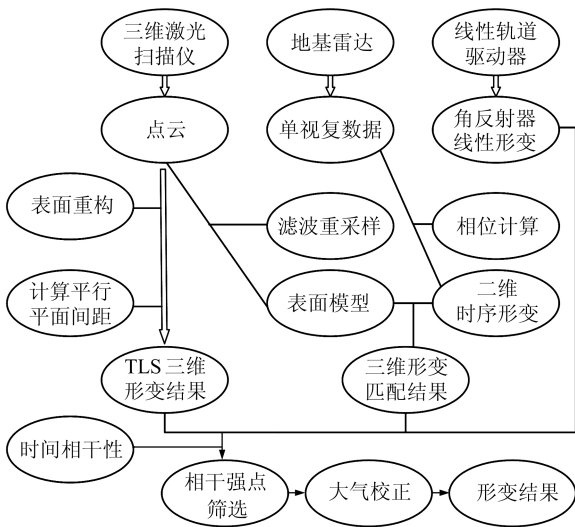 三维激光
扫描仪
地基雷达
线性轨道
驱动器
点云
单视复数据
角反射器
线性形变
表面重构
滤波重采样
相位计算
计算平行
平面间距
表面模型
二维
时序形变
TLS 三维
形变结果
三维形变
匹配结果
时间相干性
相干强点
筛选
大气校正
形变结果